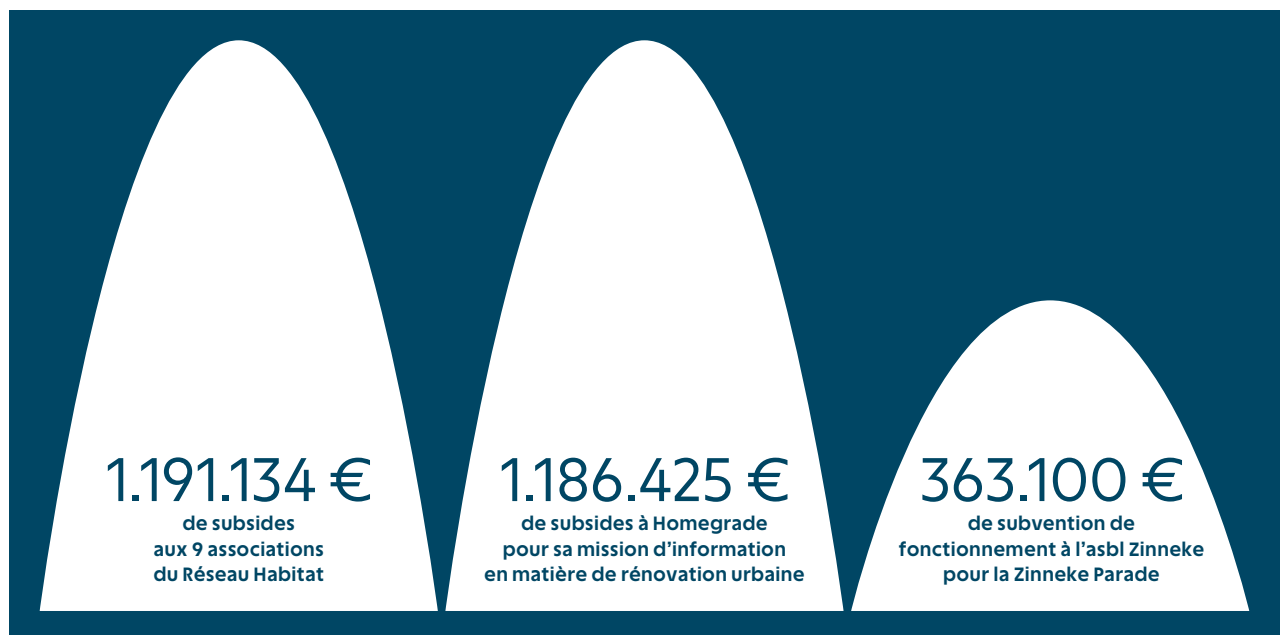 1.191.134 €
de subsides
aux 9 associations
du Réseau Habitat
1.186.425 €
de subsides à Homegrade
pour sa mission d’information
en matière de rénovation urbaine
363.100 €
de subvention de
fonctionnement à l’asbl Zinneke
pour la Zinneke Parade